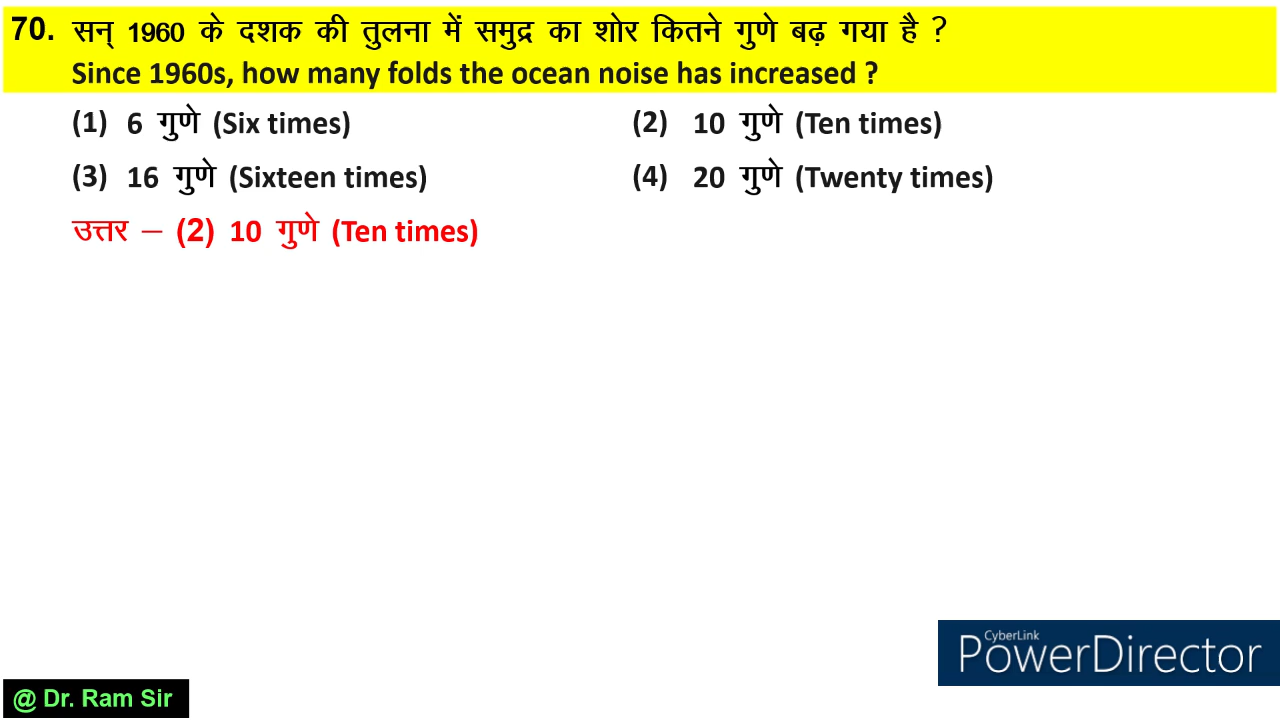 70. सन् 1960 के दशक की तुलना में समुद्र का शोर कितने गुणे बढ़ गया है ?
Since 1960s, how many folds the ocean noise has increased ?
(1) 6 गुणे (Six times) (2) 10 गुणे (Ten times)
(3) 16 गुणे (Sixteen times) (4) 20 गुणे (Twenty times)
उत्तर – (2) 10 गुणे (Ten times)
CyberLink
PowerDirector
@ Dr. Ram Sir